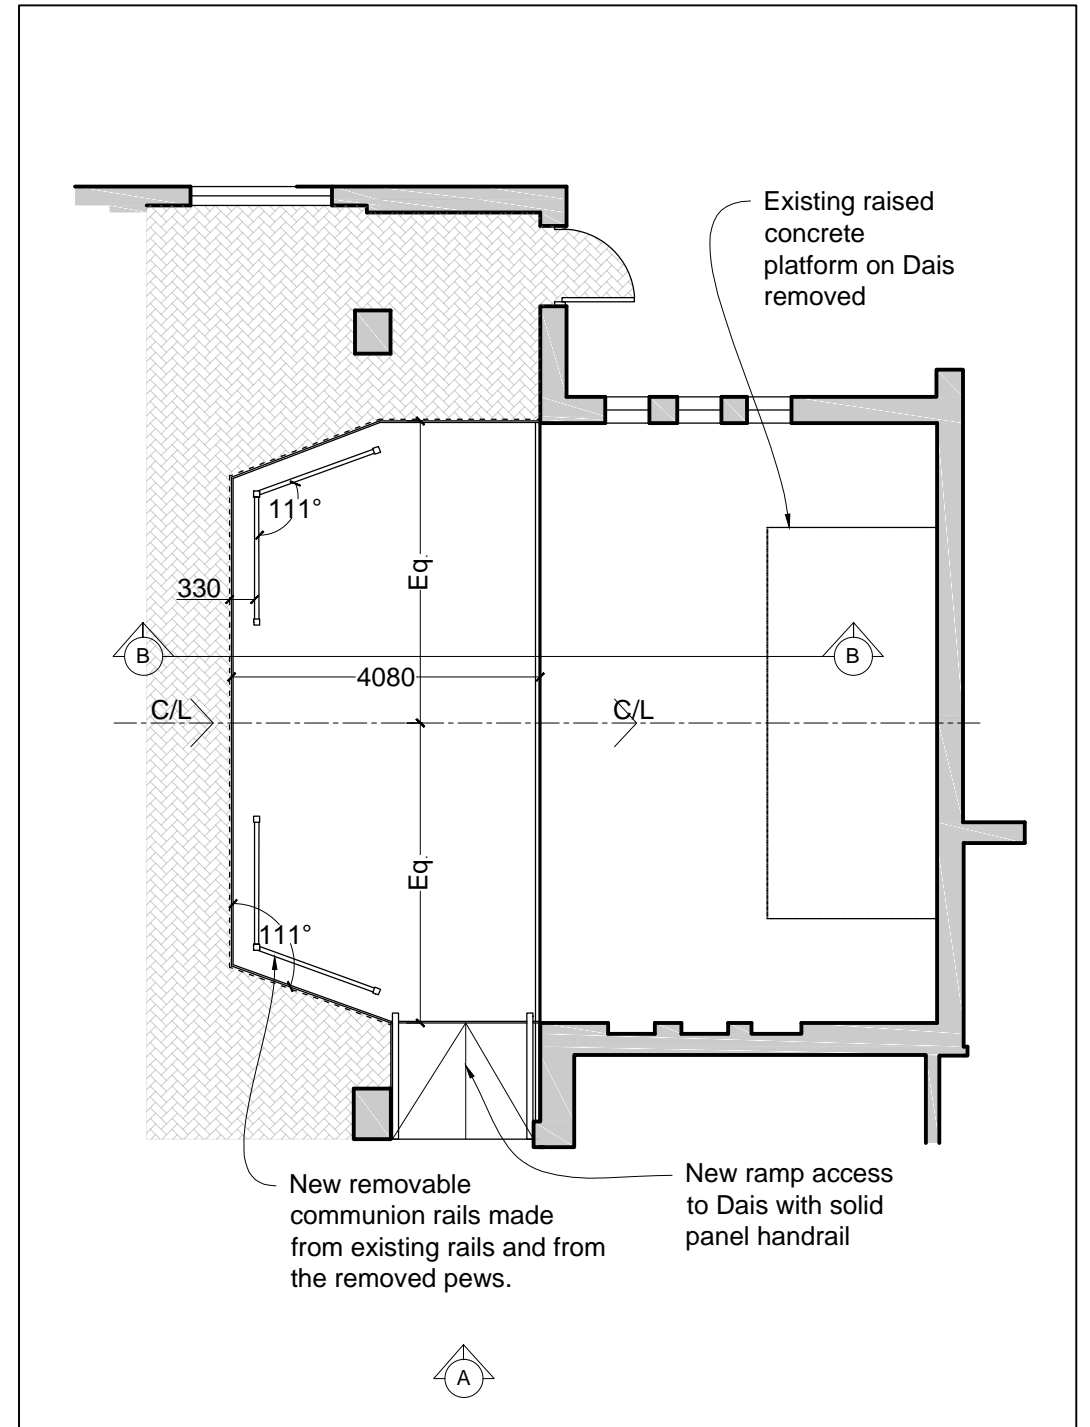 Existing raised
concrete
platform on Dais
removed
111°
Eq.
330
B
B
4080
C/L
C/L
Eq.
111°
New removable
communion rails made
from existing rails and from
the removed pews.
New ramp access
to Dais with solid
panel handrail
A